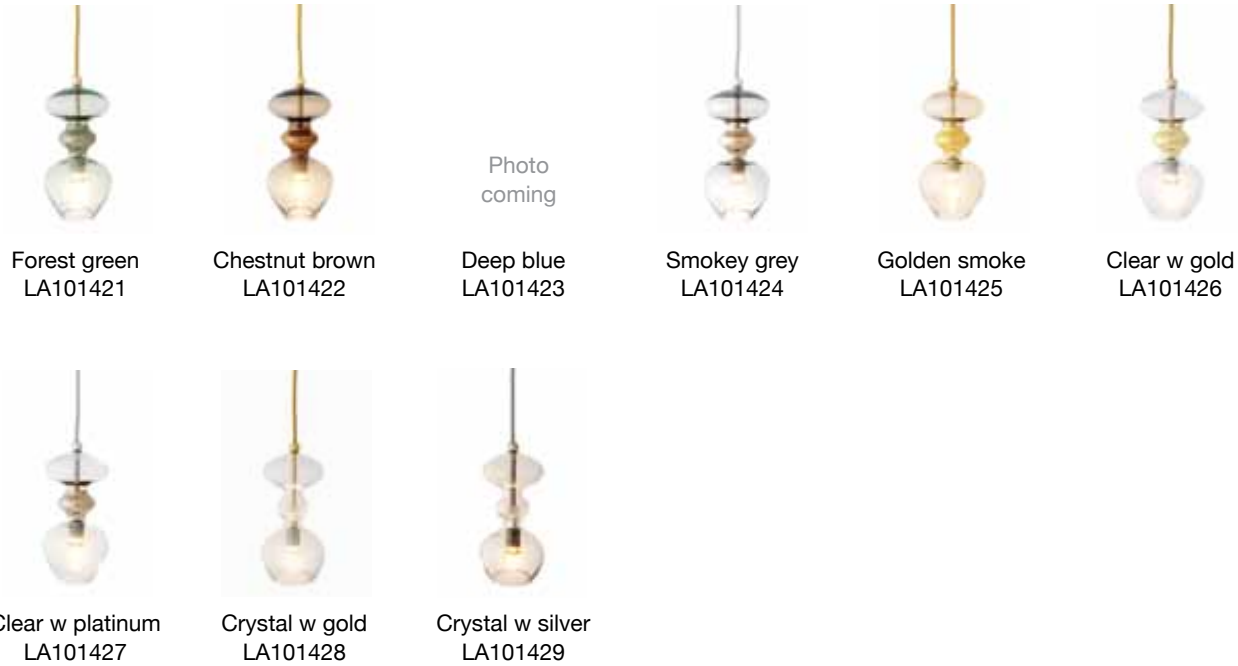 Photo
coming
Forest green
LA101421
Chestnut brown
LA101422
Deep blue
LA101423
Smokey grey
LA101424
Golden smoke
LA101425
Clear w gold
LA101426
Clear w platinum
LA101427
Crystal w gold
LA101428
Crystal w silver
LA101429